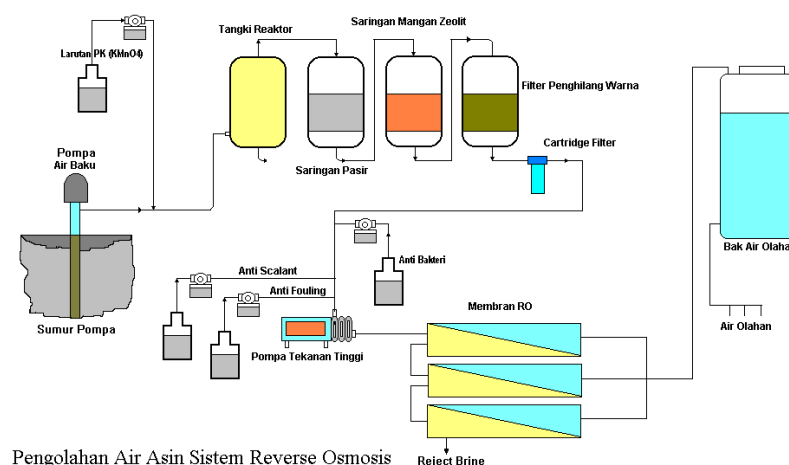 Larutan PK (KMnO4)
Tangki Reaktor
Saringan Mangan Zeolit
Filter Penghilang Warna
Saringan Pasir
Cartridge Filter
Pompa
Air Baku
Sumur Pompa
Bak Air Olaha
Air Olahan
Anti Scalant
Anti Fouling
Anti Bakteri
Pompa Tekanan Tinggi
Membran RO
Reject Brine
Pengolahan Air Asin Sistem Reverse Osmosis